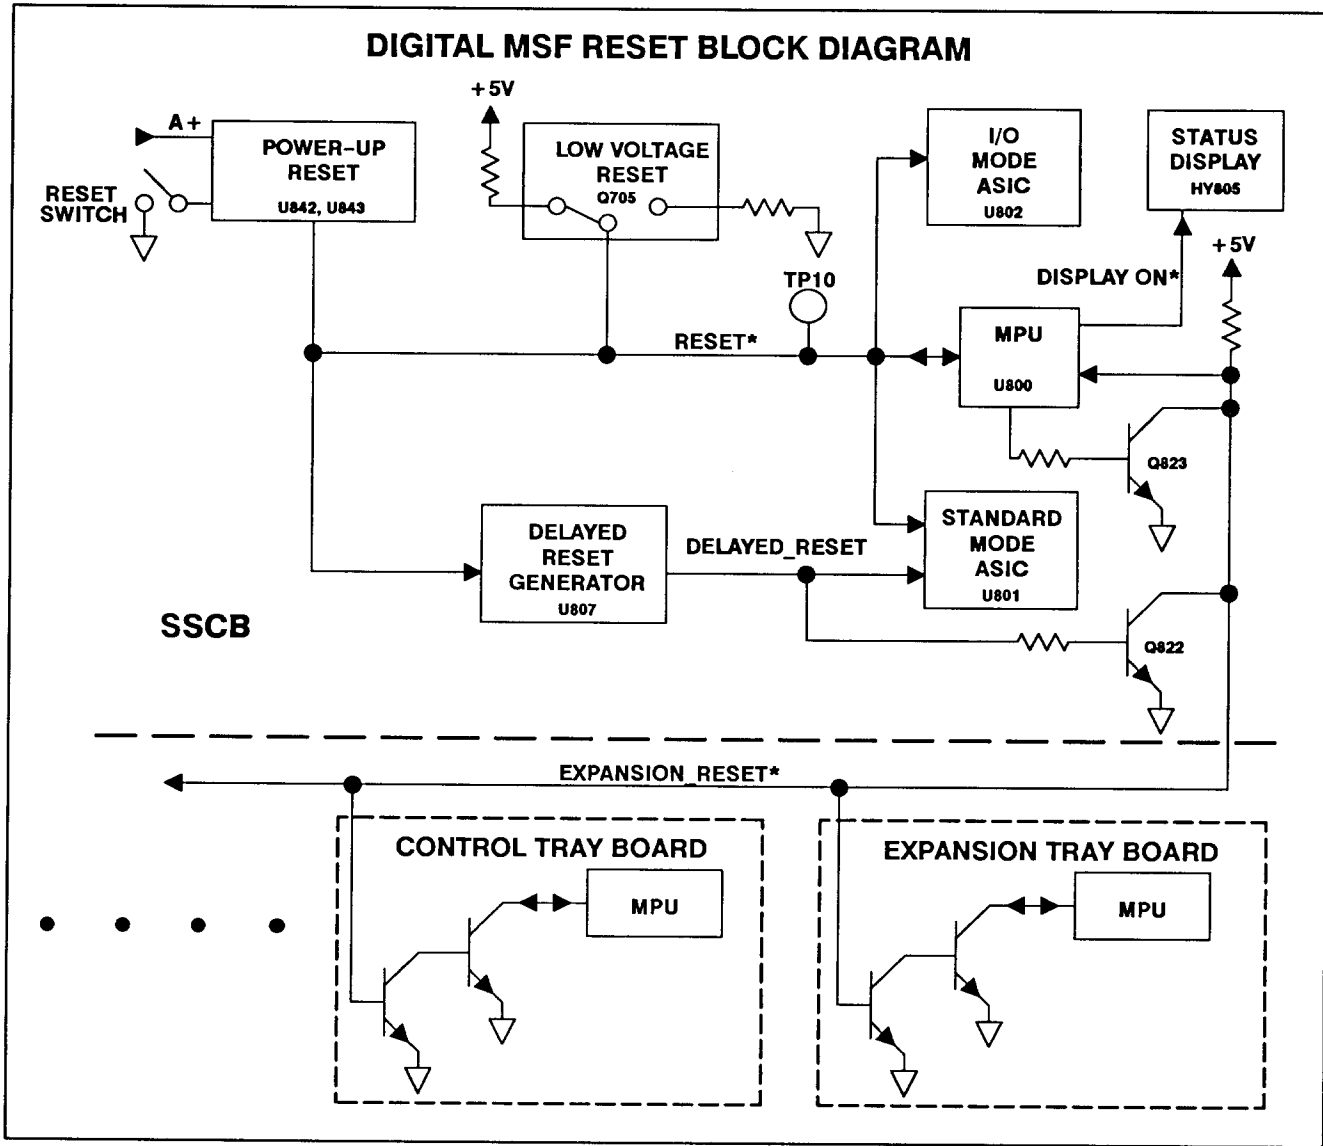 DIGITAL MSF RESET BLOCK DIAGRAM
A+
POWER-UP
RESET
U842, U843
RESET
SWITCH
+5V
LOW VOLTAGE
RESET
Q705
I/O
MODE
ASIC
U802
STATUS
DISPLAY
HY805
+5V
DISPLAY ON*
TP10
RESET*
MPU
U800
Q823
DELAYED
RESET
GENERATOR
U807
DELAYED_RESET
STANDARD
MODE
ASIC
U801
Q822
SSCB
EXPANSION_RESET*
CONTROL TRAY BOARD
MPU
EXPANSION TRAY BOARD
MPU